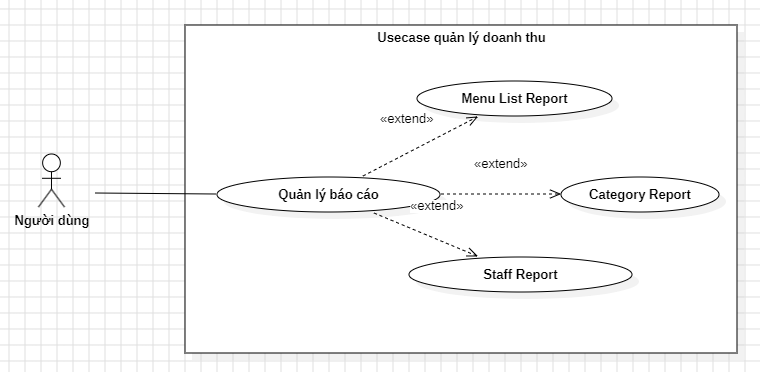 Usecase quản lý doanh thu
Menu List Report
«extend»
«extend»
Quản lý báo cáo
Category Report
«extend»
Người dùng
Staff Report